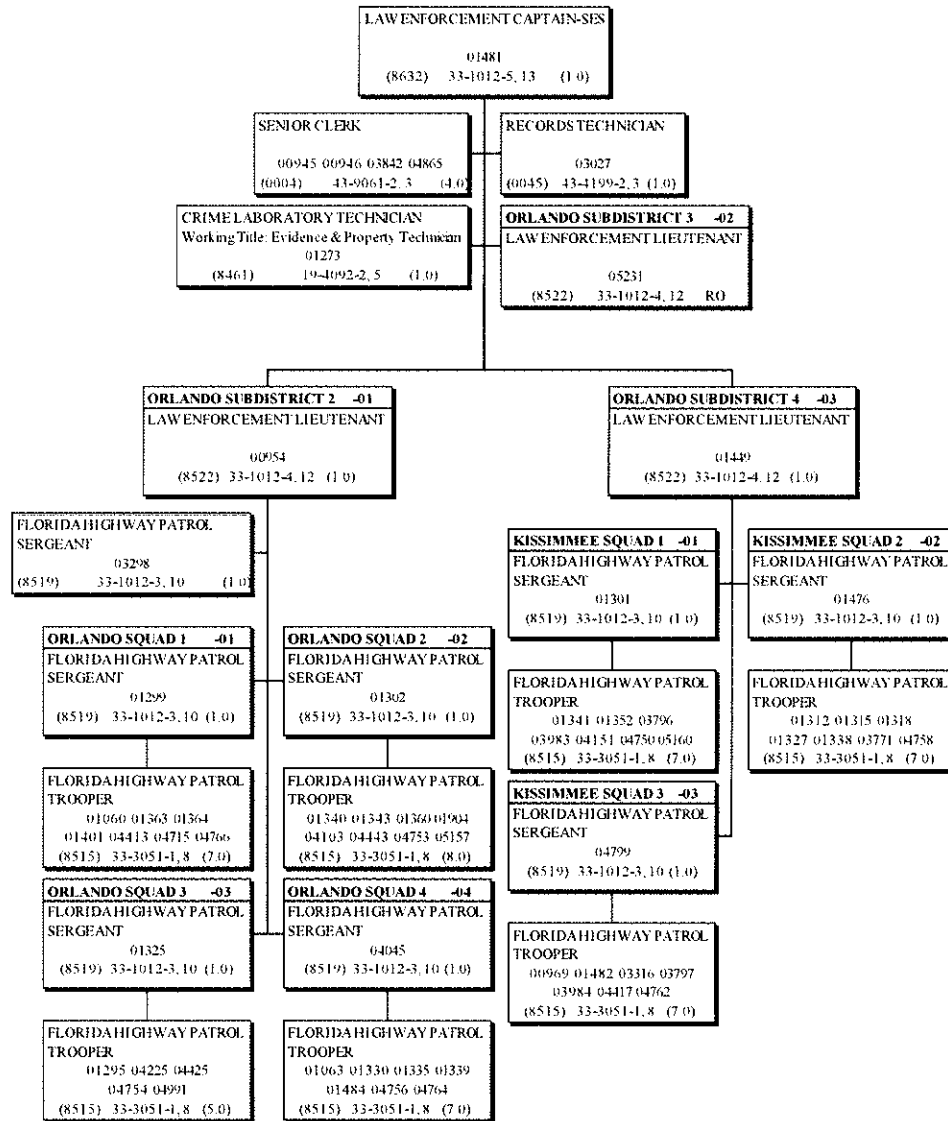 LAW ENFORCEMENT CAPTAIN-SES
01481
(8632) 33-1012-5, 13 (1.0)
SENIOR CLERK
00945 00946 03842 04865
(0004) 43-9061-2, 3 (4.0)
RECORDS TECHNICIAN
03027
(0045) 43-4199-2, 3 (1.0)
CRIME LABORATORY TECHNICIAN
Working Title: Evidence & Property Technician
01273
(8461) 19-4092-2, 5 (1.0)
ORLANDO SUBDISTRICT 3 -02
LAW ENFORCEMENT LIEUTENANT
05231
(8522) 33-1012-4, 12 RO
ORLANDO SUBDISTRICT 2 -01
LAW ENFORCEMENT LIEUTENANT
00954
(8522) 33-1012-4, 12 (1.0)
ORLANDO SUBDISTRICT 4 -03
LAW ENFORCEMENT LIEUTENANT
01449
(8522) 33-1012-4, 12 (1.0)
FLORIDA HIGHWAY PATROL
SERGEANT
03298
(8519) 33-1012-3, 10 (1.0)
ORLANDO SQUAD 1 -01
FLORIDA HIGHWAY PATROL
SERGEANT
01299
(8519) 33-1012-3, 10 (1.0)
FLORIDA HIGHWAY PATROL
TROOPER
01060 01363 01364
01401 04413 04715 04766
(8515) 33-3051-1, 8 (7.0)
ORLANDO SQUAD 2 -02
FLORIDA HIGHWAY PATROL
SERGEANT
01302
(8519) 33-1012-3, 10 (1.0)
FLORIDA HIGHWAY PATROL
TROOPER
01340 01343 01360 01904
04103 04443 04753 05157
(8515) 33-3051-1, 8 (8.0)
ORLANDO SQUAD 3 -03
FLORIDA HIGHWAY PATROL
SERGEANT
01325
(8519) 33-1012-3, 10 (1.0)
FLORIDA HIGHWAY PATROL
TROOPER
01295 04225 04425
04754 04991
(8515) 33-3051-1, 8 (5.0)
ORLANDO SQUAD 4 -04
FLORIDA HIGHWAY PATROL
SERGEANT
04045
(8519) 33-1012-3, 10 (1.0)
FLORIDA HIGHWAY PATROL
TROOPER
01063 01330 01335 01339
01484 04756 04764
(8515) 33-3051-1, 8 (7.0)
KISSIMMEE SQUAD 1 -01
FLORIDA HIGHWAY PATROL
SERGEANT
01301
(8519) 33-1012-3, 10 (1.0)
FLORIDA HIGHWAY PATROL
TROOPER
01341 01352 03796
03983 04151 04750 05160
(8515) 33-3051-1, 8 (7.0)
KISSIMMEE SQUAD 2 -02
FLORIDA HIGHWAY PATROL
SERGEANT
01476
(8519) 33-1012-3, 10 (1.0)
FLORIDA HIGHWAY PATROL
TROOPER
01312 01315 01318
01327 01338 03771 04758
(8515) 33-3051-1, 8 (7.0)
KISSIMMEE SQUAD 3 -03
FLORIDA HIGHWAY PATROL
SERGEANT
04799
(8519) 33-1012-3, 10 (1.0)
FLORIDA HIGHWAY PATROL
TROOPER
00969 01482 03316 03797
03984 04417 04762
(8515) 33-3051-1, 8 (7.0)